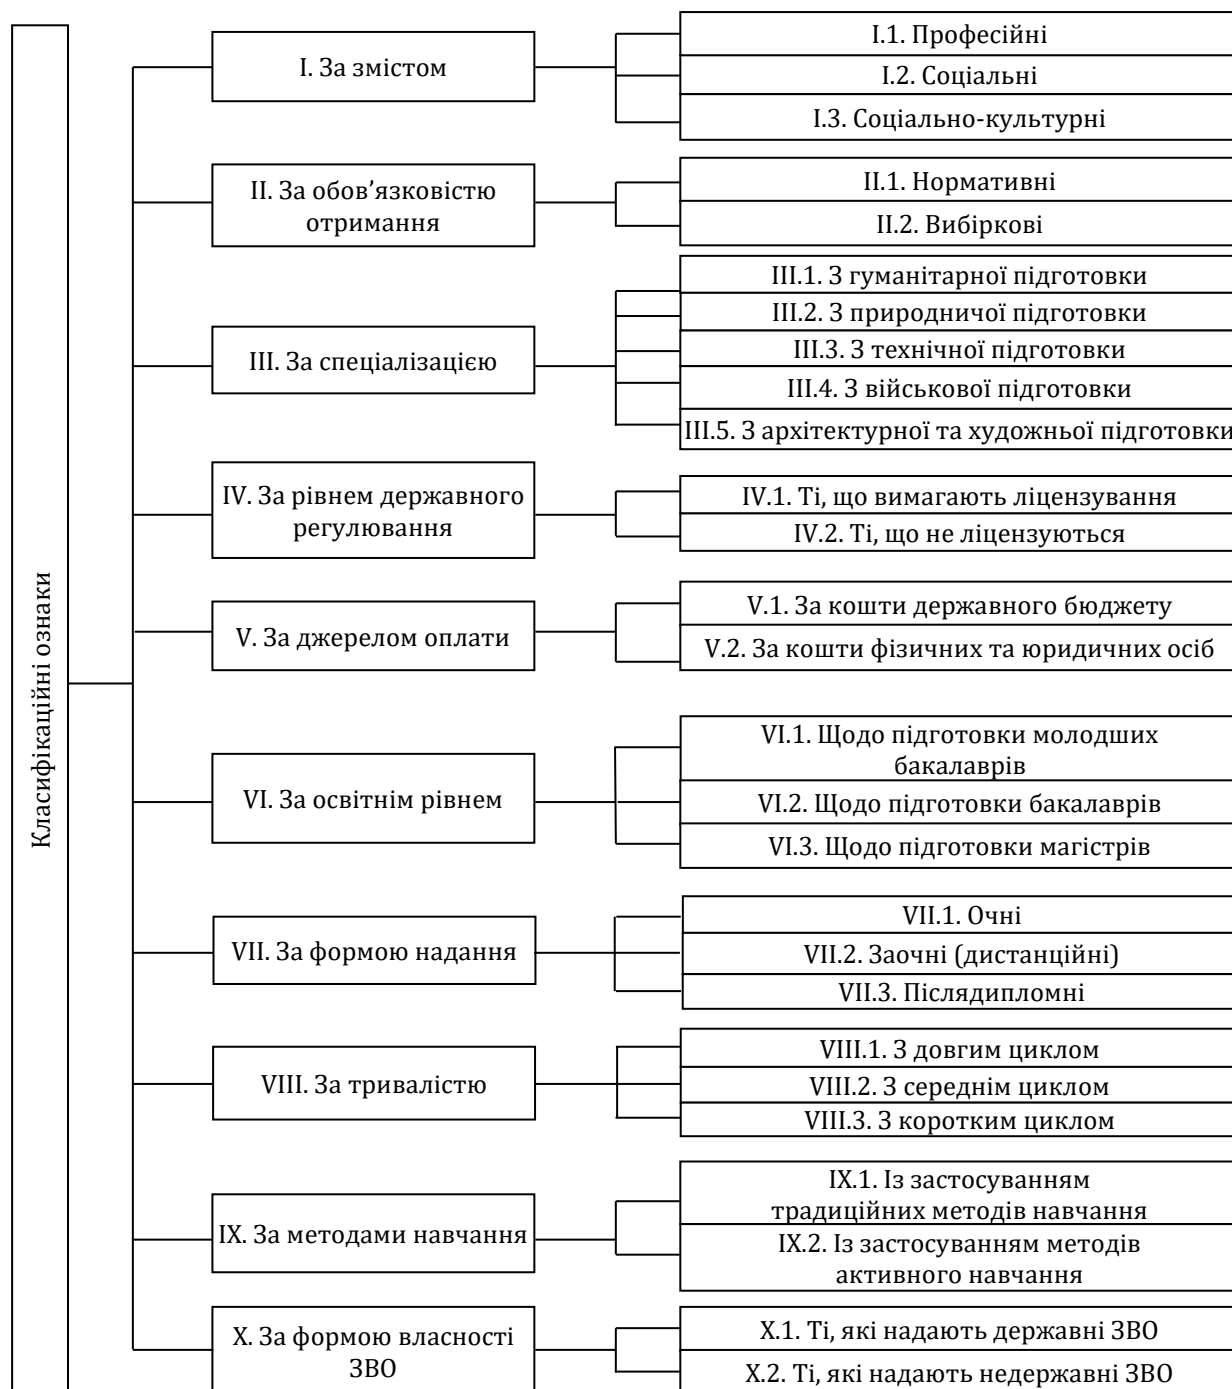 Класифікаційні ознаки
I. За змістом
I.1. Професійні
I.2. Соціальні
I.3. Соціально-культурні
II. За обов’язковістю
отримання
II.1. Нормативні
II.2. Вибіркові
III. За спеціалізацією
III.1. З гуманітарної підготовки
III.2. З природничої підготовки
III.3. З технічної підготовки
III.4. З військової підготовки
III.5. З архітектурної та художньої підготовки
IV. За рівнем державного
регулювання
IV.1. Ті, що вимагають ліцензування
IV.2. Ті, що не ліцензуються
V. За джерелом оплати
V.1. За кошти державного бюджету
V.2. За кошти фізичних та юридичних осіб
VI. За освітнім рівнем
VI.1. Щодо підготовки молодших
бакалаврів
VI.2. Щодо підготовки бакалаврів
VI.3. Щодо підготовки магістрів
VII. За формою надання
VII.1. Очні
VII.2. Заочні (дистанційні)
VII.3. Післядипломні
VIII. За тривалістю
VIII.1. З довгим циклом
VIII.2. З середнім циклом
VIII.3. З коротким циклом
IX. За методами навчання
IX.1. Із застосуванням
традиційних методів навчання
IX.2. Із застосуванням методів
активного навчання
X. За формою власності
ЗВО
X.1. Ті, які надають державні ЗВО
X.2. Ті, які надають недержавні ЗВО